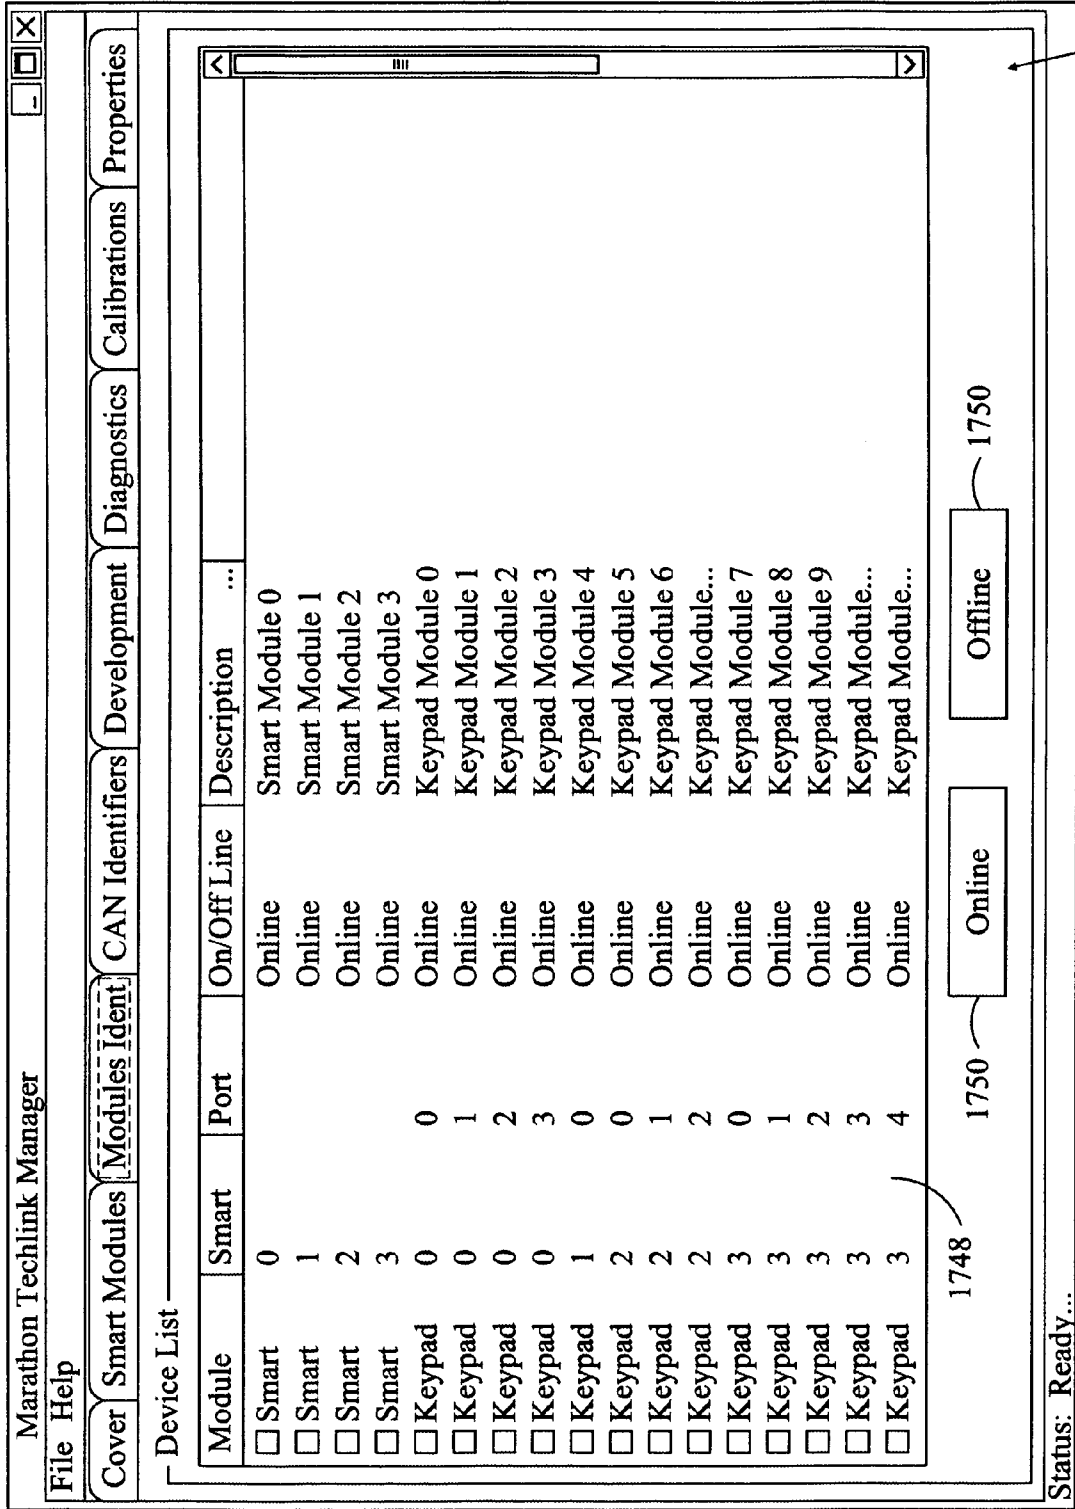 Marathon Techlink Manager
File Help
Cover Smart Modules Modules Ident CAN Identifiers Development Diagnostics Calibrations Properties
Device List
Module Smart Port On/Off Line Description ...
Smart 0 Online Smart Module 0
Smart 1 Online Smart Module 1
Smart 2 Online Smart Module 2
Smart 3 Online Smart Module 3
Keypad 0 0 Online Keypad Module 0
Keypad 0 1 Online Keypad Module 1
Keypad 0 2 Online Keypad Module 2
Keypad 0 3 Online Keypad Module 3
Keypad 1 0 Online Keypad Module 4
Keypad 2 0 Online Keypad Module 5
Keypad 2 1 Online Keypad Module 6
Keypad 2 2 Online Keypad Module...
Keypad 3 0 Online Keypad Module 7
Keypad 3 1 Online Keypad Module 8
Keypad 3 2 Online Keypad Module 9
Keypad 3 3 Online Keypad Module...
Keypad 3 4 Online Keypad Module...
1748
1750 Online Offline 1750
Status: Ready...